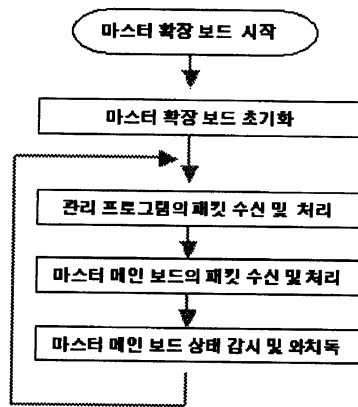 마스터 확장 보드 시작
마스터 확장 보드 초기화
관리 프로그램의 패킷 수신 및 처리
마스터 메인 보드의 패킷 수신 및 처리
마스터 메인 보드 상태 감시 및 와치독